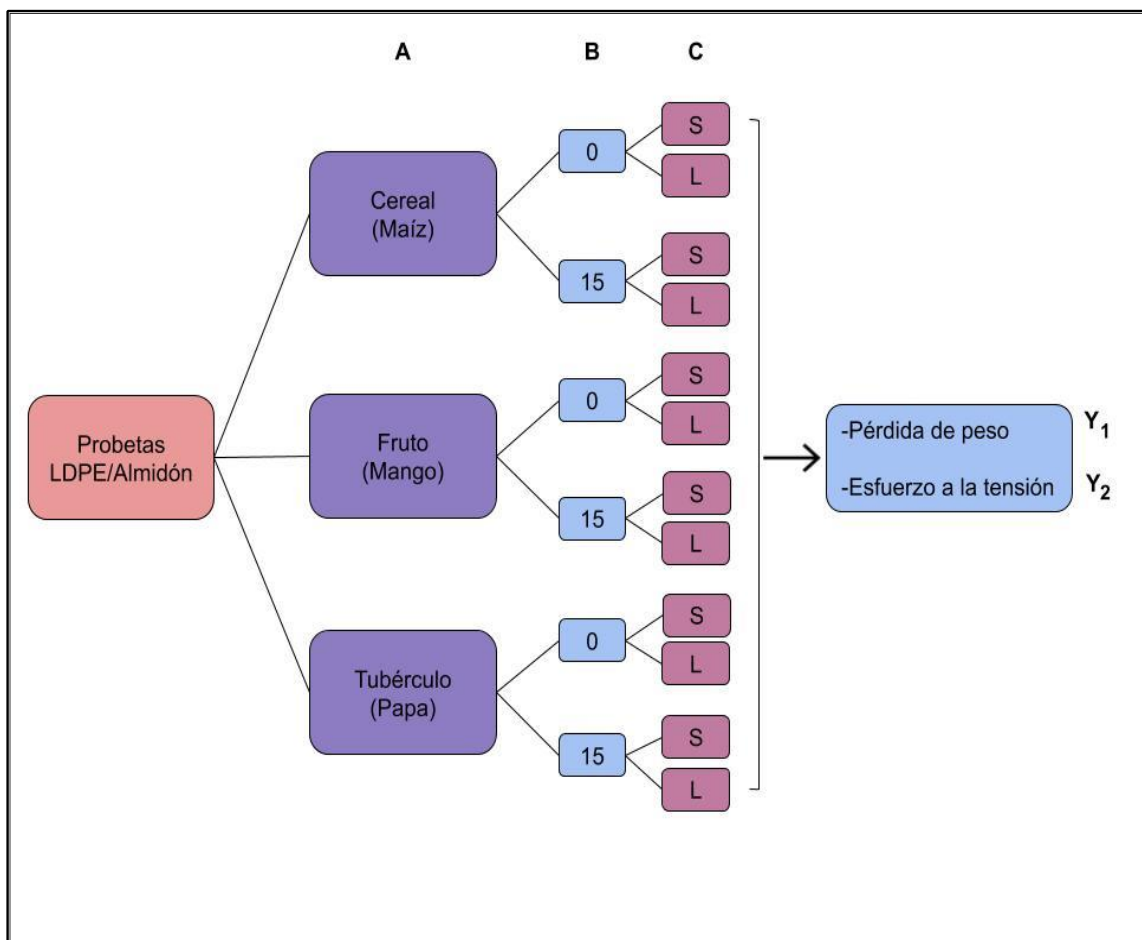 A B C
Probetas
LDPE/Almidón
Cereal
(Maíz)
0
S
L
15
S
L
Fruto
(Mango)
0
S
L
15
S
L
Tubérculo
(Papa)
0
S
L
15
S
L
-Pérdida de peso Y₁
-Esfuerzo a la tensión Y₂